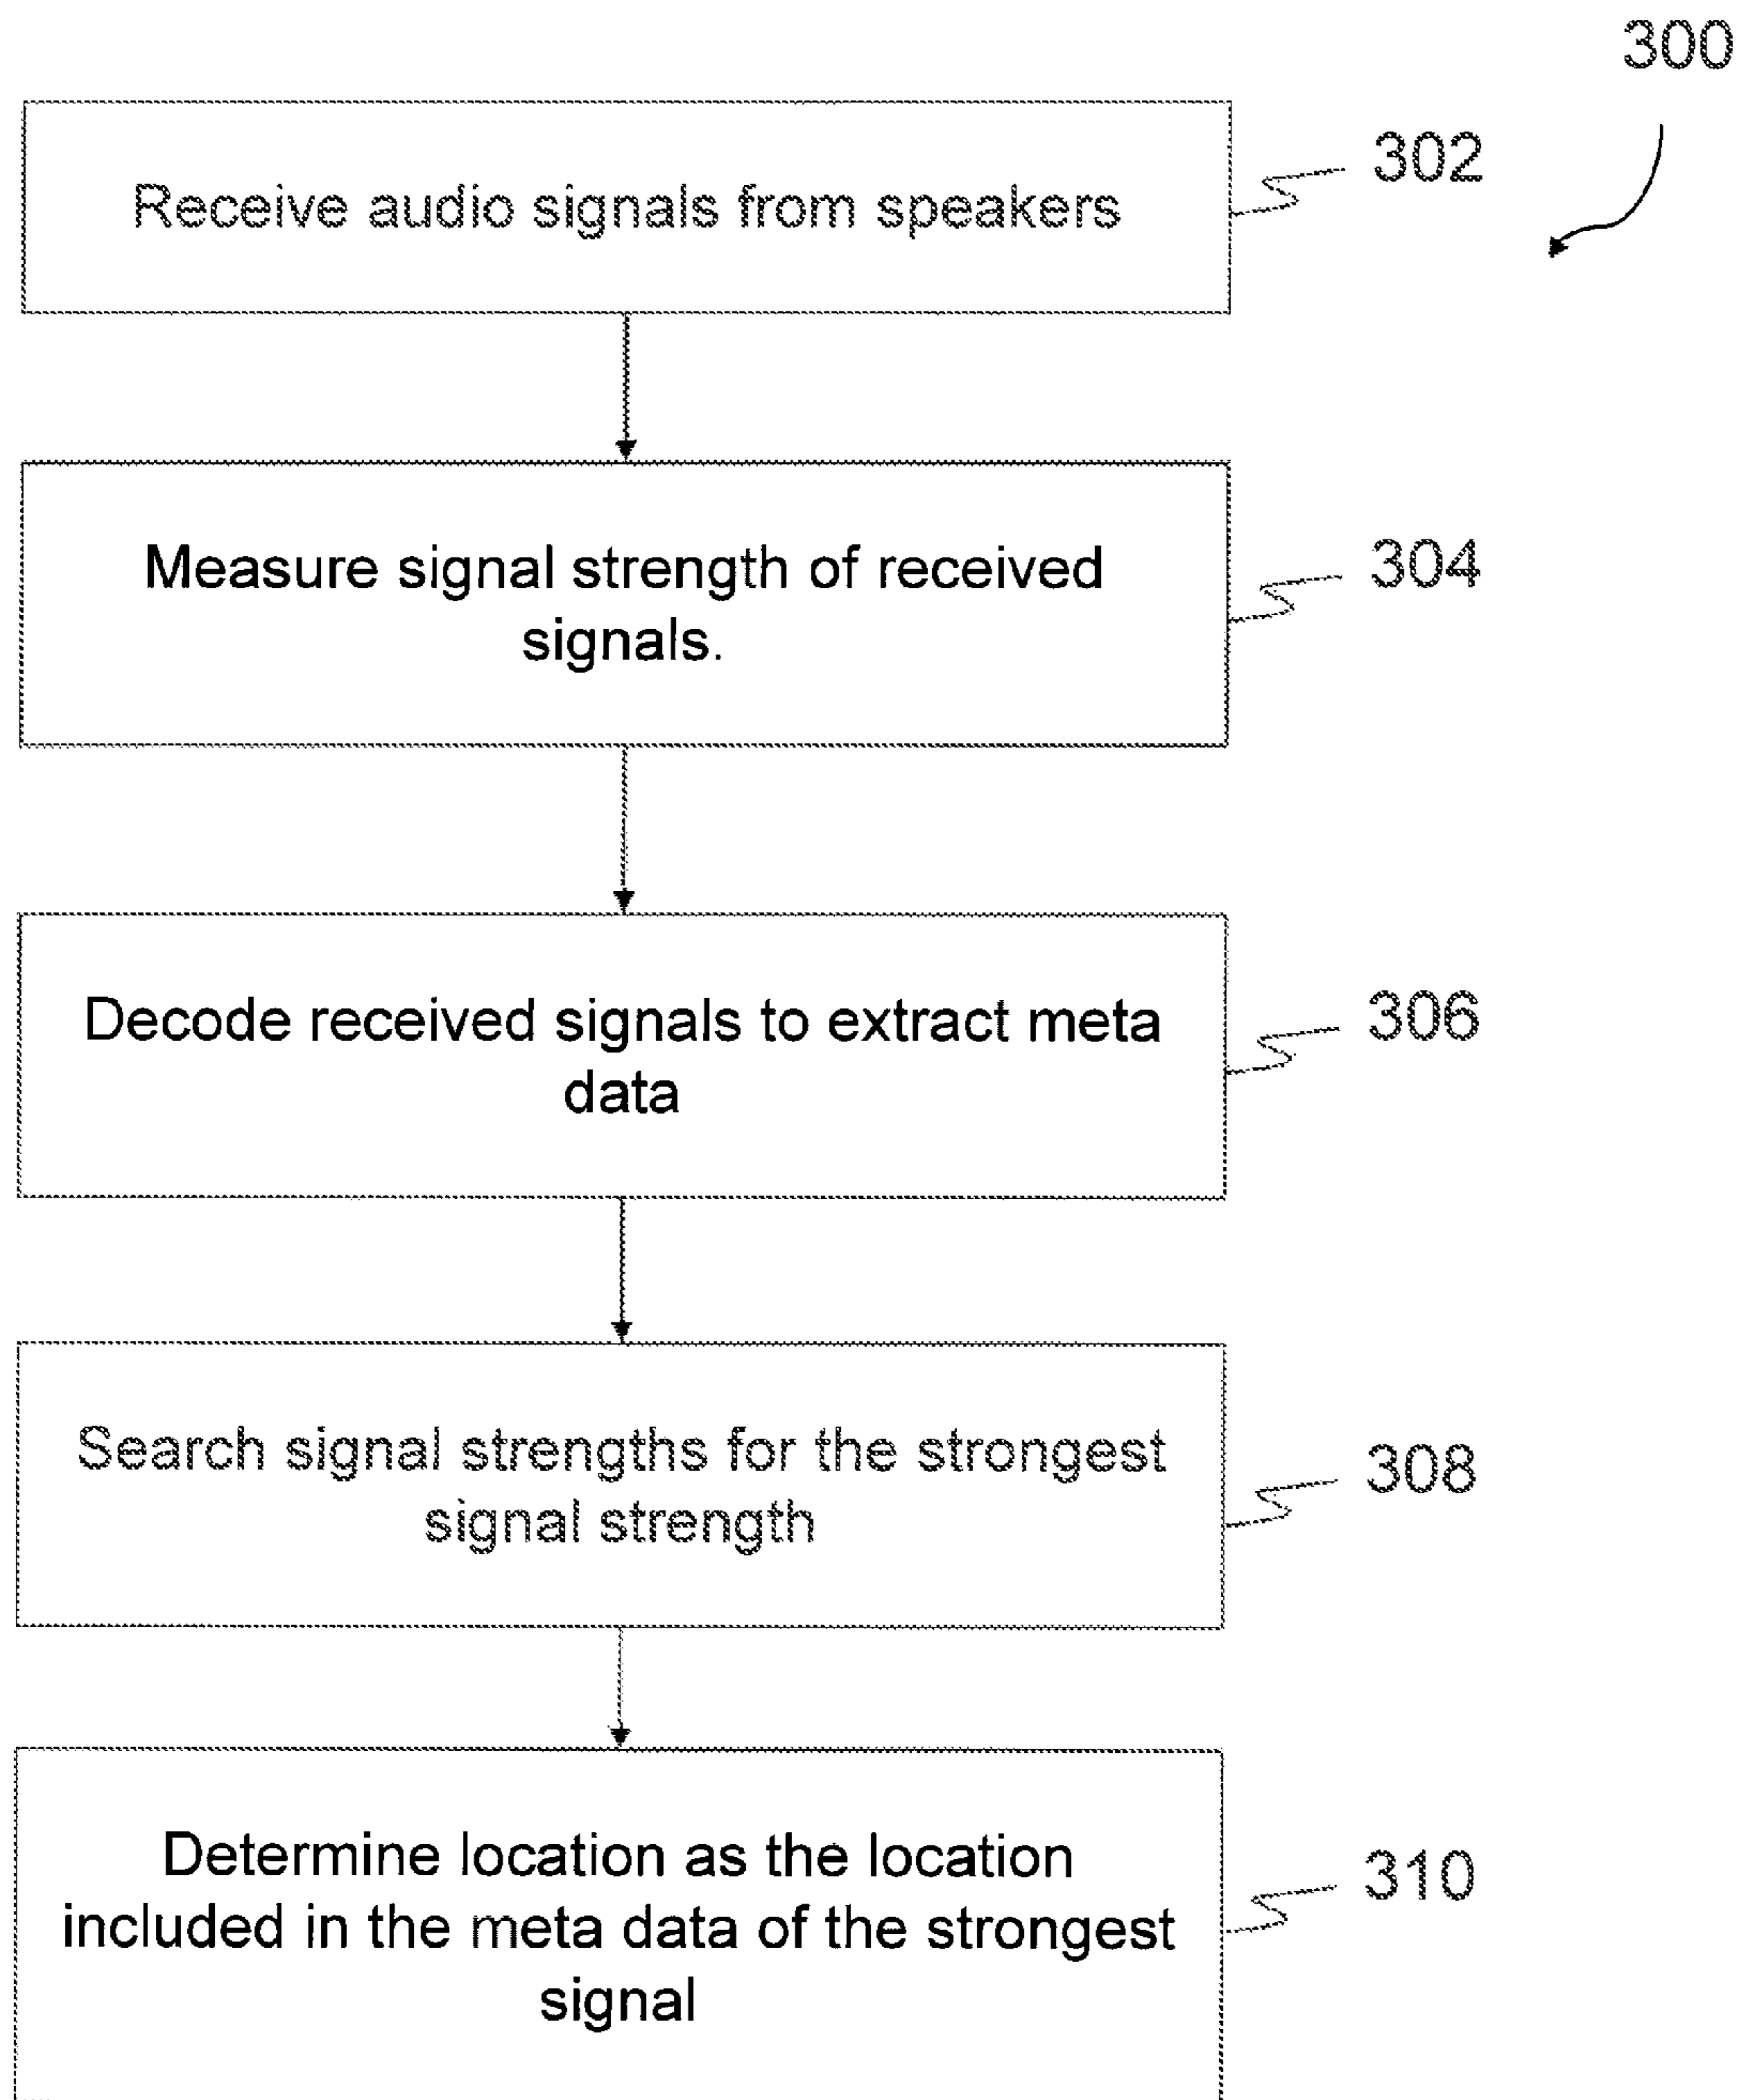 300
Receive audio signals from speakers
302
Measure signal strength of received
signals.
304
Decode received signals to extract meta
data
306
Search signal strengths for the strongest
signal strength
308
Determine location as the location
included in the meta data of the strongest
signal
310